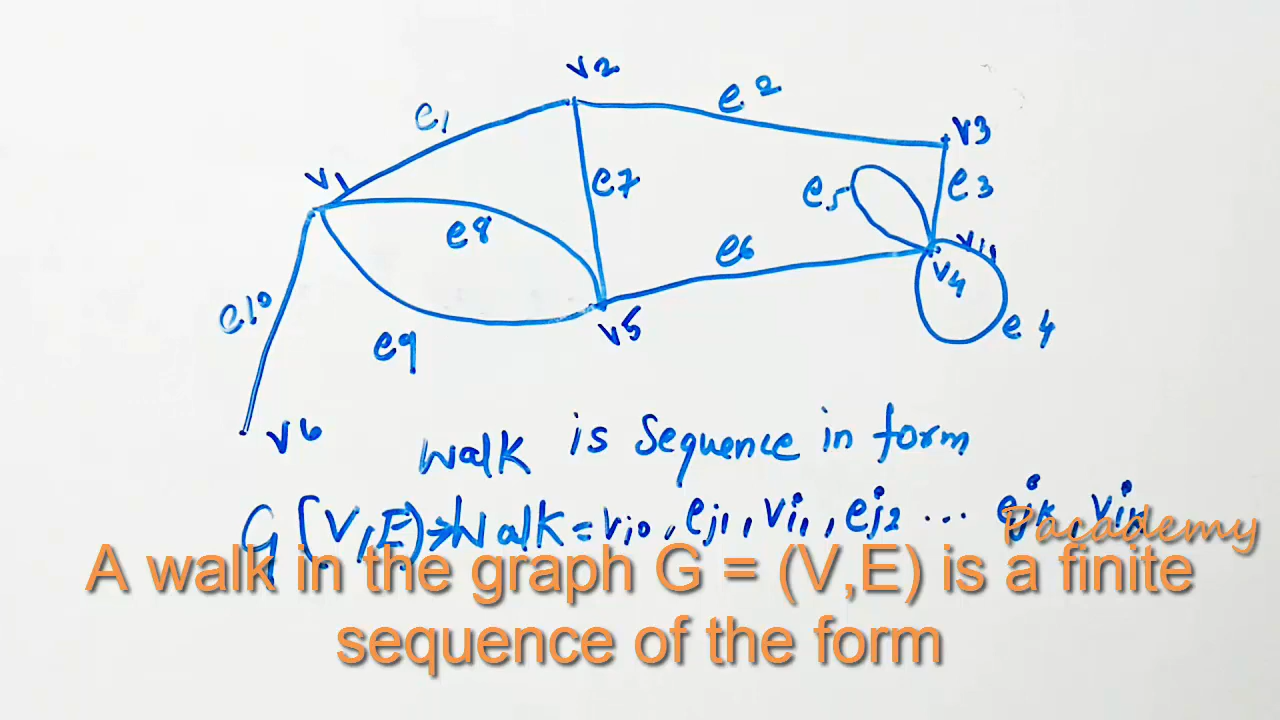 v2
e2
e1
v3
v1
e7
e5
e3
e8
e6
v4
e10
e4
v5
e9
v6
walk is sequence in form
G (V,E) → Walk = vi0, ej1, vi1, ej2 ... ejk, vik
Pacademy
A walk in the graph G = (V,E) is a finite
sequence of the form